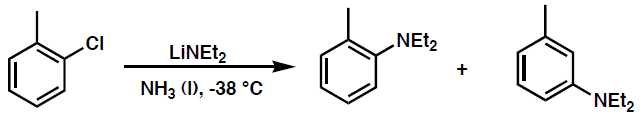 Cl
LiNEt₂
NH₃ (l), -38 °C
NEt₂
+
NEt₂